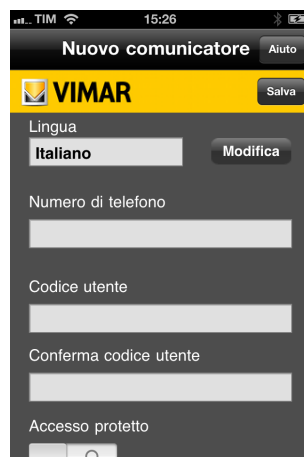 TIM 15:26
Nuovo comunicatore Aiuto
VIMAR Salva
Lingua
Italiano Modifica
Numero di telefono
Codice utente
Conferma codice utente
Accesso protetto